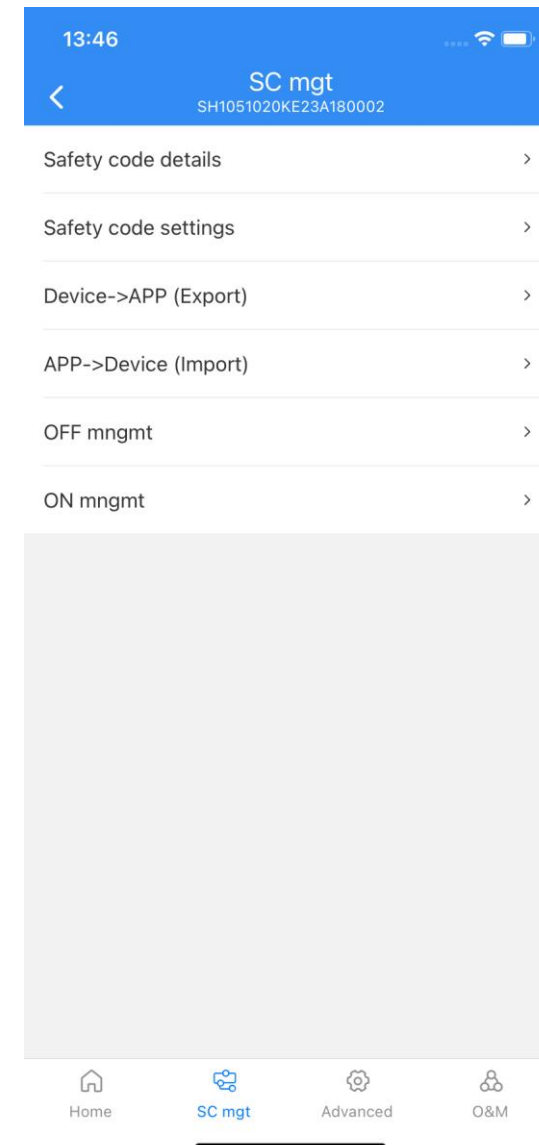 13:46
SC mgt
SH1051020KE23A180002
Safety code details
Safety code settings
Device->APP (Export)
APP->Device (Import)
OFF mngmt
ON mngmt
Home SC mgt Advanced O&M